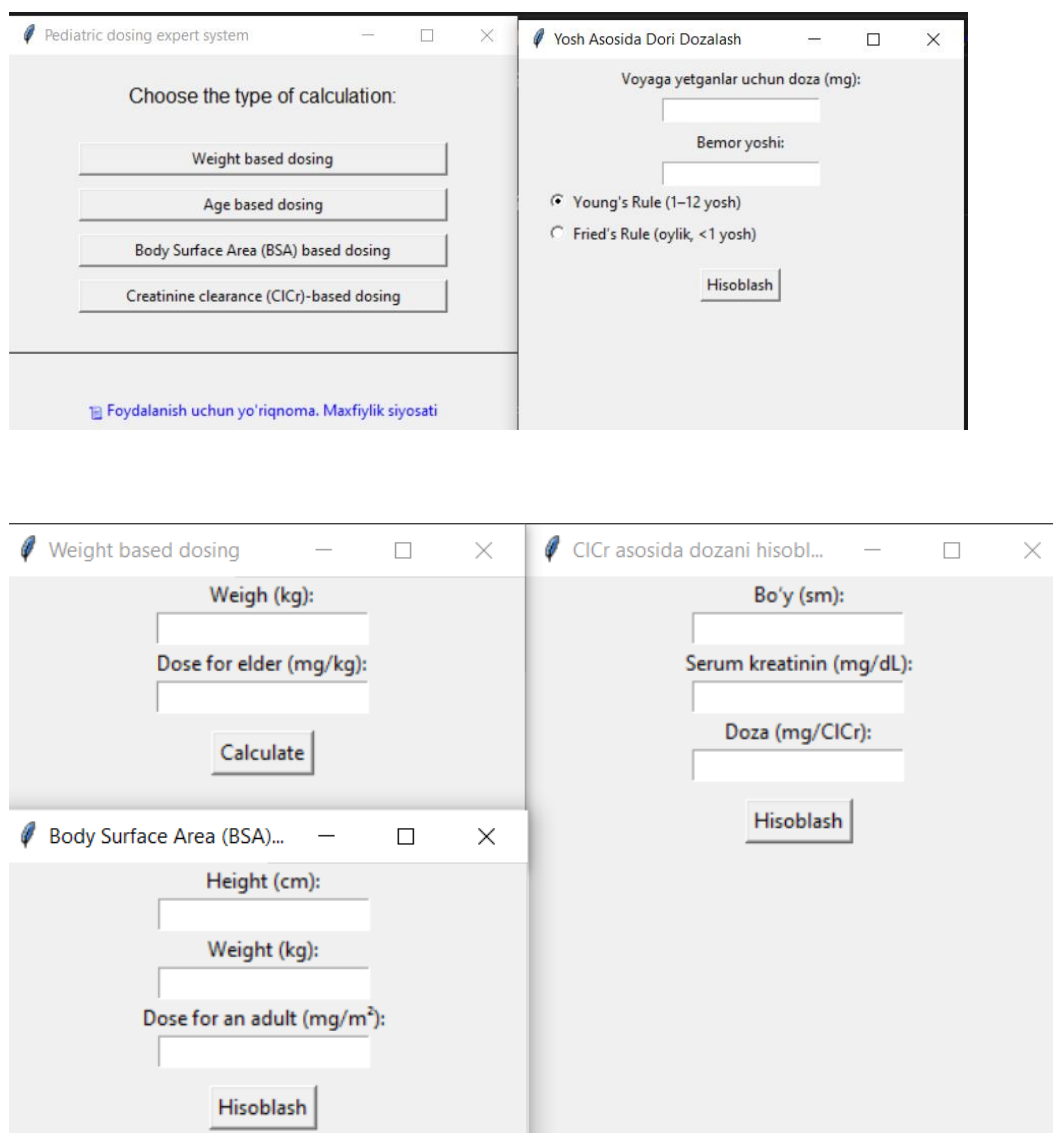 Pediatric dosing expert system
Choose the type of calculation:
Weight based dosing
Age based dosing
Body Surface Area (BSA) based dosing
Creatinine clearance (ClCr)-based dosing
Foydalanish uchun yo'riqnoma. Maxfiylik siyosati
Yosh Asosida Dori Dozalash
Voyaga yetganlar uchun doza (mg):
Bemor yoshi:
Young's Rule (1–12 yosh)
Fried's Rule (oylik, <1 yosh)
Hisoblash
Weight based dosing
Weigh (kg):
Dose for elder (mg/kg):
Calculate
ClCr asosida dozani hisobl...
Bo'y (sm):
Serum kreatinin (mg/dL):
Doza (mg/ClCr):
Hisoblash
Body Surface Area (BSA)...
Height (cm):
Weight (kg):
Dose for an adult (mg/m²):
Hisoblash